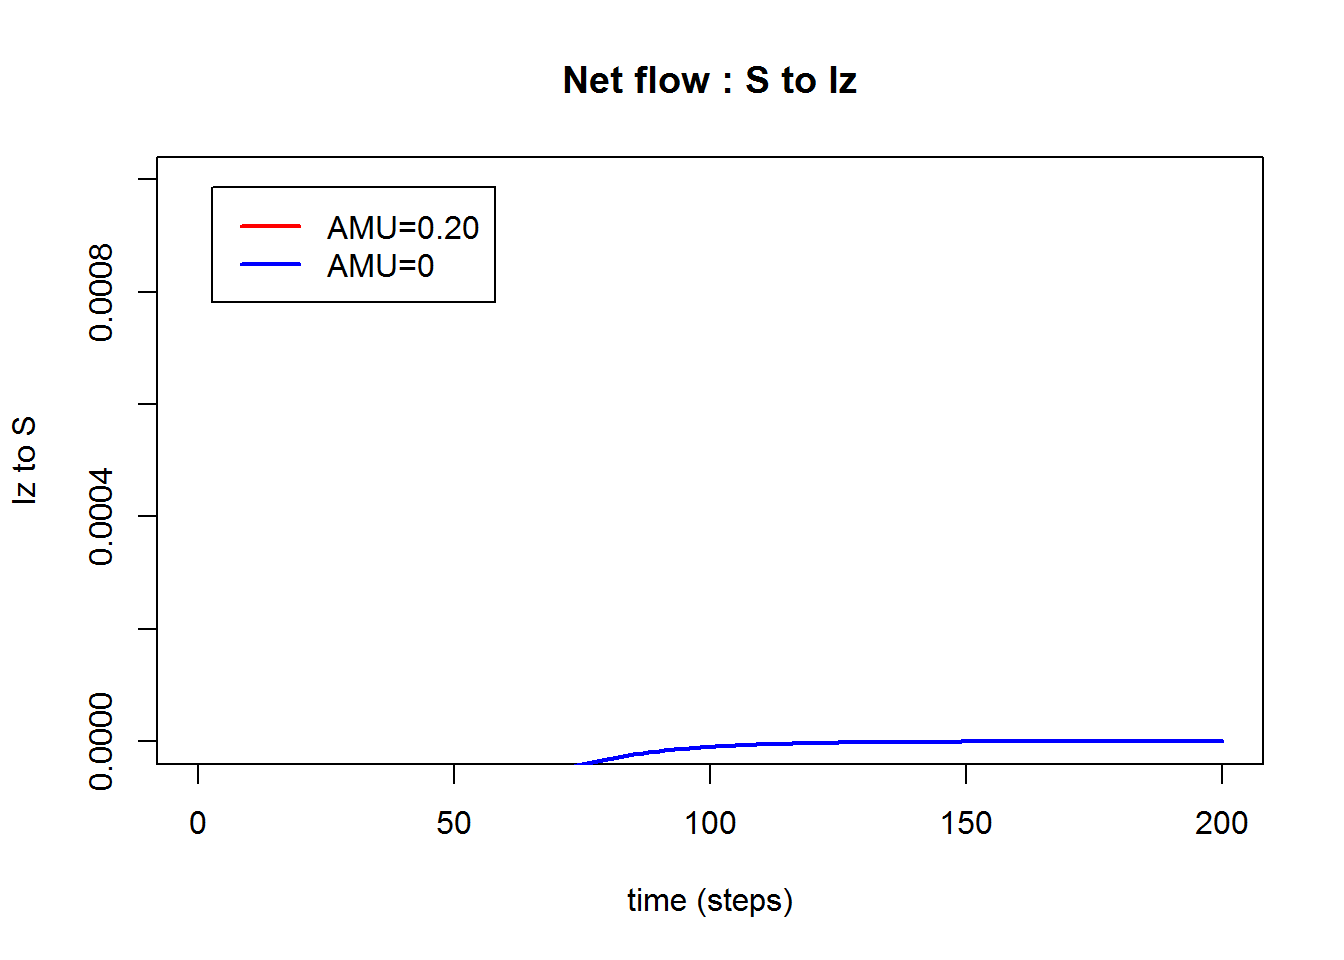 Net flow : S to Iz
AMU=0.20
AMU=0
Iz to S
0.0008
0.0004
0.0000
0 50 100 150 200
time (steps)